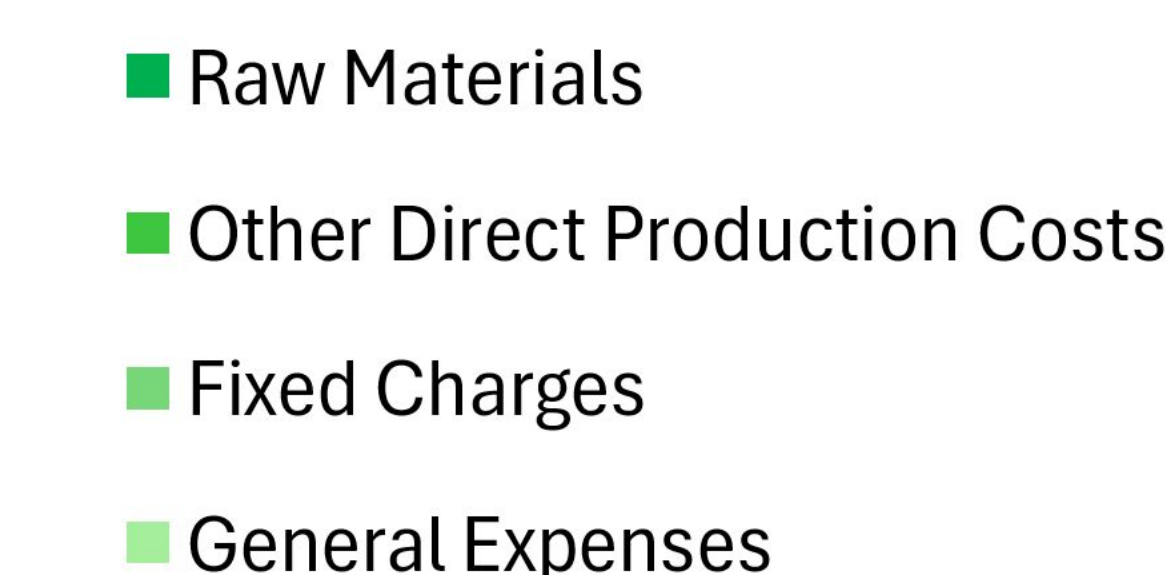 Raw Materials
Other Direct Production Costs
Fixed Charges
General Expenses